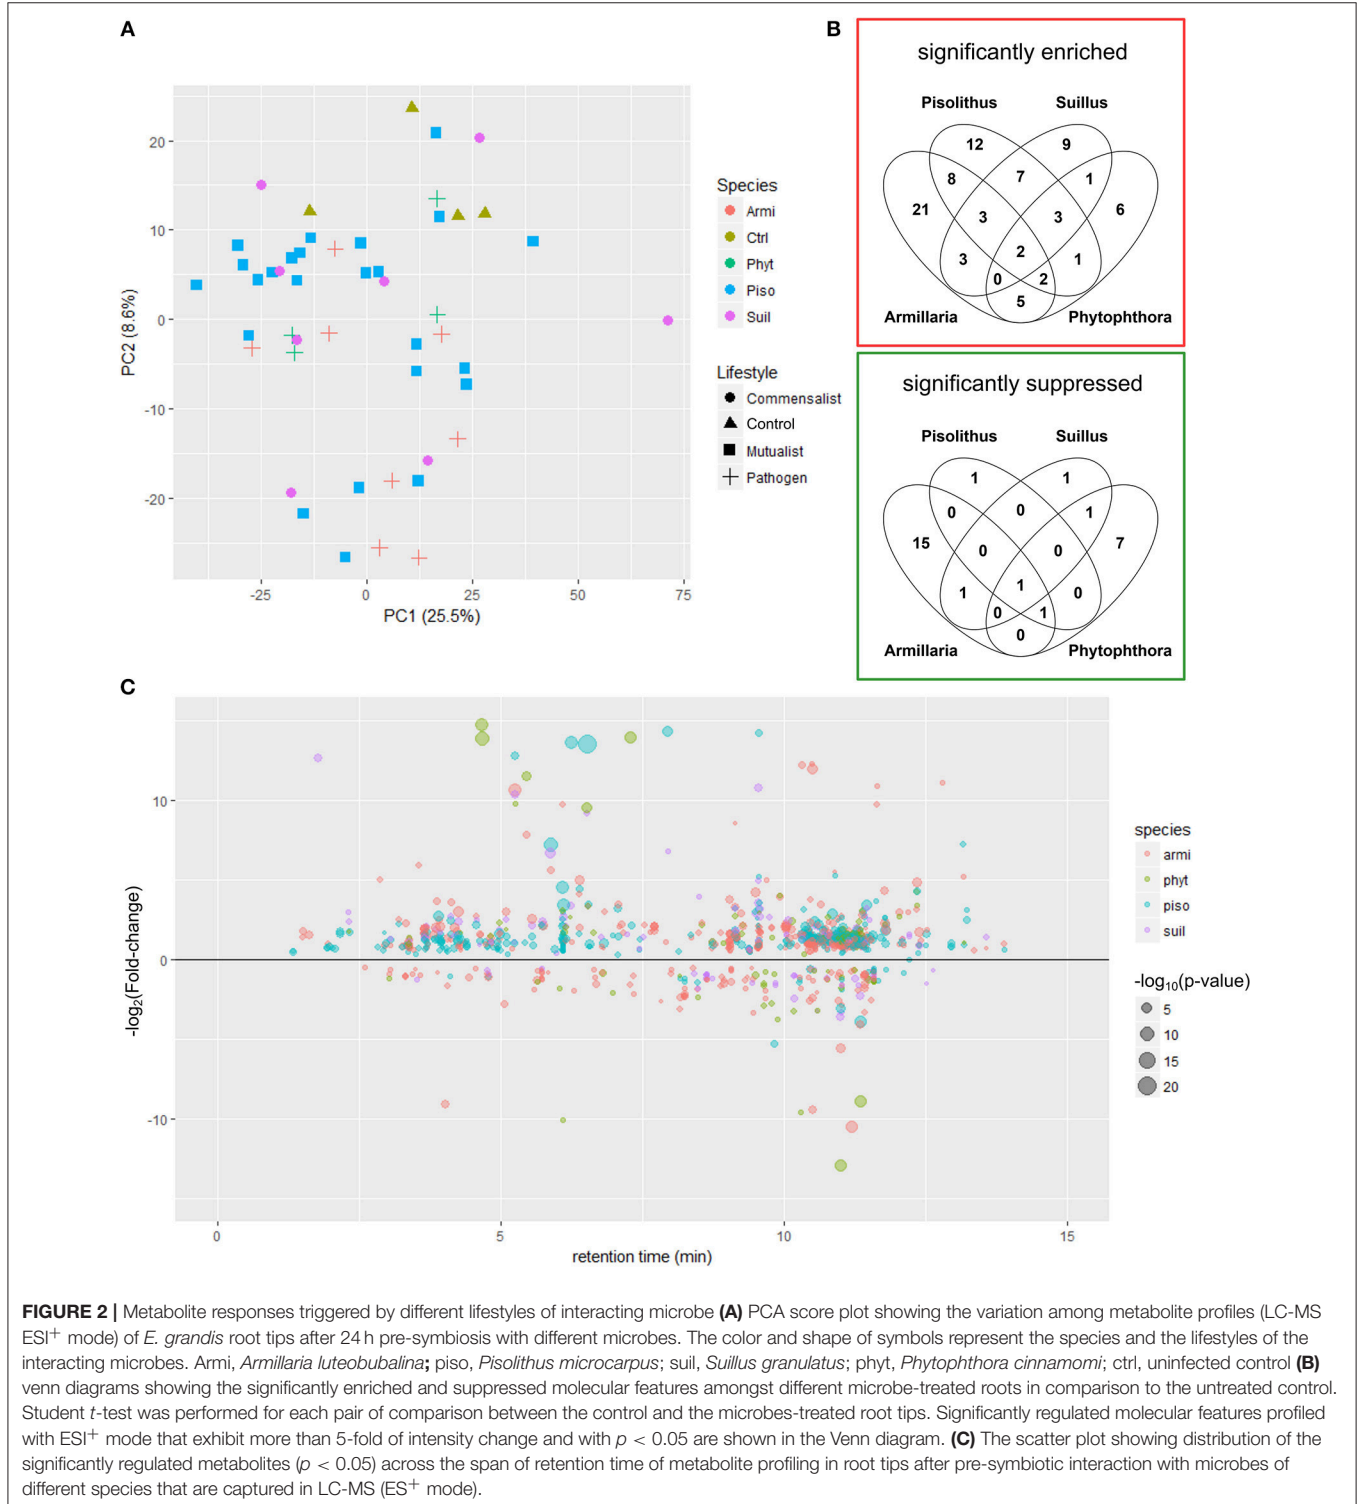 A
20
10
0
-10
-20
PC2 (8.6%)
-25
0
25
50
75
PC1 (25.5%)
Species
Armi
Ctrl
Phyt
Piso
Suil
Lifestyle
Commensalist
Control
Mutualist
Pathogen
B
significantly enriched
Pisolithus Suillus
12 9
8 7 1
21 3 3 6
3 2 1
0 2
5
Armillaria Phytophthora
significantly suppressed
Pisolithus Suillus
1 1
0 0 1
15 0 0 7
1 1 0
0 1
0
Armillaria Phytophthora
C
10
0
-10
-log2(Fold-change)
0
5
10
15
retention time (min)
species
armi
phyt
piso
suil
-log10(p-value)
5
10
15
20
FIGURE 2 | Metabolite responses triggered by different lifestyles of interacting microbe (A) PCA score plot showing the variation among metabolite profiles (LC-MS
ESI+ mode) of E. grandis root tips after 24 h pre-symbiosis with different microbes. The color and shape of symbols represent the species and the lifestyles of the
interacting microbes. Armi, Armillaria luteobubalina; piso, Pisolithus microcarpus; suil, Suillus granulatus; phyt, Phytophthora cinnamomi; ctrl, uninfected control (B)
venn diagrams showing the significantly enriched and suppressed molecular features amongst different microbe-treated roots in comparison to the untreated control.
Student t-test was performed for each pair of comparison between the control and the microbes-treated root tips. Significantly regulated molecular features profiled
with ESI+ mode that exhibit more than 5-fold of intensity change and with p < 0.05 are shown in the Venn diagram. (C) The scatter plot showing distribution of the
significantly regulated metabolites (p < 0.05) across the span of retention time of metabolite profiling in root tips after pre-symbiotic interaction with microbes of
different species that are captured in LC-MS (ES+ mode).